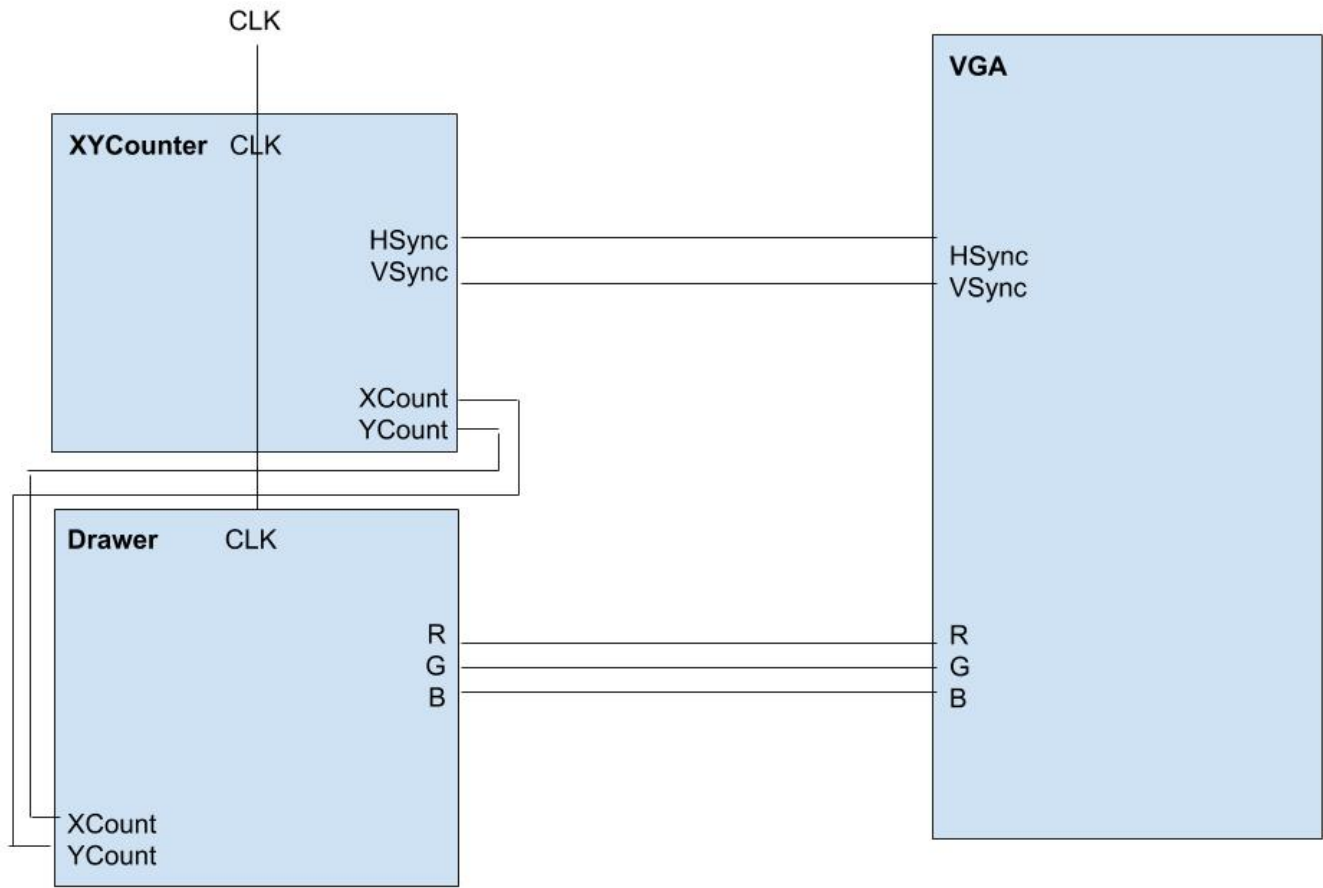 CLK
XYCounter CLK
HSync
VSync
XCount
YCount
Drawer CLK
R
G
B
XCount
YCount
VGA
HSync
VSync
R
G
B